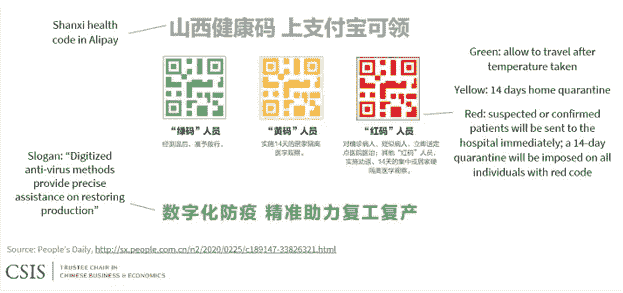 Shanxi health
code in Alipay
山西健康码 上支付宝可领
Green: allow to travel after
temperature taken
Yellow: 14 days home quarantine
Red: suspected or confirmed
patients will be sent to the
hospital immediately; a 14-day
quarantine will be imposed on all
individuals with red code
“绿码”人员
经测温后，准予放行。
“黄码”人员
实施14天的居家隔离
医学观察。
“红码”人员
对确诊病人、疑似病人，立即送定
点医院救治；其他“红码”人员，
实施劝返、14天的集中或居家硬
隔离医学观察。
Slogan: “Digitized
anti-virus methods
provide precise
assistance on restoring
production”
数字化防疫 精准助力复工复产
Source: People’s Daily, http://sx.people.com.cn/n2/2020/0225/c189147-33826321.html
CSIS
TRUSTEE CHAIR IN
CHINESE BUSINESS & ECONOMICS